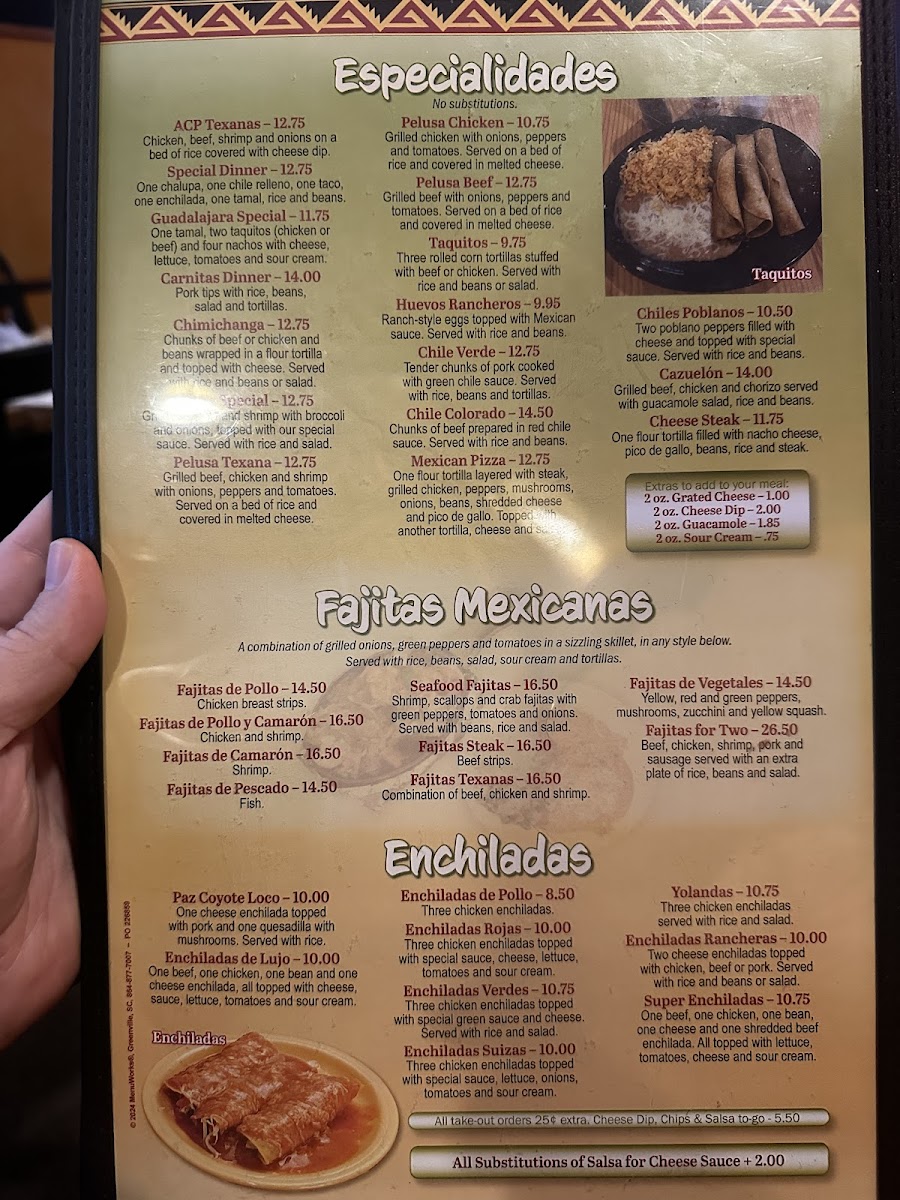 Especialidades
No substitutions.
ACP Texanas – 12.75
Chicken, beef, shrimp and onions on a
bed of rice covered with cheese dip.
Special Dinner – 12.75
One chalupa, one chile relleno, one taco,
one enchilada, one tamal, rice and beans.
Guadalajara Special – 11.75
One tamal, two taquitos (chicken or
beef) and four nachos with cheese,
lettuce, tomatoes and sour cream.
Carnitas Dinner – 14.00
Pork tips with rice, beans,
salad and tortillas.
Chimichanga – 12.75
Chunks of beef or chicken and
beans wrapped in a flour tortilla
and topped with cheese. Served
with rice and beans or salad.
Special – 12.75
and shrimp with broccoli
and onions, topped with our special
sauce. Served with rice and salad.
Pelusa Texana – 12.75
Grilled beef, chicken and shrimp
with onions, peppers and tomatoes.
Served on a bed of rice and
covered in melted cheese.
Pelusa Chicken – 10.75
Grilled chicken with onions, peppers
and tomatoes. Served on a bed of
rice and covered in melted cheese.
Pelusa Beef – 12.75
Grilled beef with onions, peppers and
tomatoes. Served on a bed of rice
and covered in melted cheese.
Taquitos – 9.75
Three rolled corn tortillas stuffed
with beef or chicken. Served with
rice and beans or salad.
Huevos Rancheros – 9.95
Ranch-style eggs topped with Mexican
sauce. Served with rice and beans.
Chile Verde – 12.75
Tender chunks of pork cooked
with green chile sauce. Served
with rice, beans and tortillas.
Chile Colorado – 14.50
Chunks of beef prepared in red chile
sauce. Served with rice and beans.
Mexican Pizza – 12.75
One flour tortilla layered with steak,
grilled chicken, peppers, mushrooms,
onions, beans, shredded cheese
and pico de gallo. Topped with
another tortilla, cheese and
Taquitos
Chiles Poblanos – 10.50
Two poblano peppers filled with
cheese and topped with special
sauce. Served with rice and beans.
Cazuelón – 14.00
Grilled beef, chicken and chorizo served
with guacamole salad, rice and beans.
Cheese Steak – 11.75
One flour tortilla filled with nacho cheese,
pico de gallo, beans, rice and steak.
Extras to add to your meal:
2 oz. Grated Cheese – 1.00
2 oz. Cheese Dip – 2.00
2 oz. Guacamole – 1.85
2 oz. Sour Cream – .75
Fajitas Mexicanas
A combination of grilled onions, green peppers and tomatoes in a sizzling skillet, in any style below.
Served with rice, beans, salad, sour cream and tortillas.
Fajitas de Pollo – 14.50
Chicken breast strips.
Fajitas de Pollo y Camarón – 16.50
Chicken and shrimp.
Fajitas de Camarón – 16.50
Shrimp.
Fajitas de Pescado – 14.50
Fish.
Seafood Fajitas – 16.50
Shrimp, scallops and crab fajitas with
green peppers, tomatoes and onions.
Served with beans, rice and salad.
Fajitas Steak – 16.50
Beef strips.
Fajitas Texanas – 16.50
Combination of beef, chicken and shrimp.
Fajitas de Vegetales – 14.50
Yellow, red and green peppers,
mushrooms, zucchini and yellow squash.
Fajitas for Two – 26.50
Beef, chicken, shrimp, pork and
sausage served with an extra
plate of rice, beans and salad.
Enchiladas
Paz Coyote Loco – 10.00
One cheese enchilada topped
with pork and one quesadilla with
mushrooms. Served with rice.
Enchiladas de Lujo – 10.00
One beef, one chicken, one bean and one
cheese enchilada, all topped with cheese,
sauce, lettuce, tomatoes and sour cream.
Enchiladas
Enchiladas de Pollo – 8.50
Three chicken enchiladas.
Enchiladas Rojas – 10.00
Three chicken enchiladas topped
with special sauce, cheese, lettuce,
tomatoes and sour cream.
Enchiladas Verdes – 10.75
Three chicken enchiladas topped
with special green sauce and cheese.
Served with rice and salad.
Enchiladas Suizas – 10.00
Three chicken enchiladas topped
with special sauce, lettuce, onions,
tomatoes and sour cream.
Yolandas – 10.75
Three chicken enchiladas
served with rice and salad.
Enchiladas Rancheras – 10.00
Two cheese enchiladas topped
with chicken, beef or pork. Served
with rice and beans or salad.
Super Enchiladas – 10.75
One beef, one chicken, one bean,
one cheese and one shredded beef
enchilada. All topped with lettuce,
tomatoes, cheese and sour cream.
All take-out orders 25¢ extra. Cheese Dip, Chips & Salsa to-go - 5.50
All Substitutions of Salsa for Cheese Sauce + 2.00
© 2024 MenuWorks®, Greenville, SC, 864-877-7007 – PO 226859